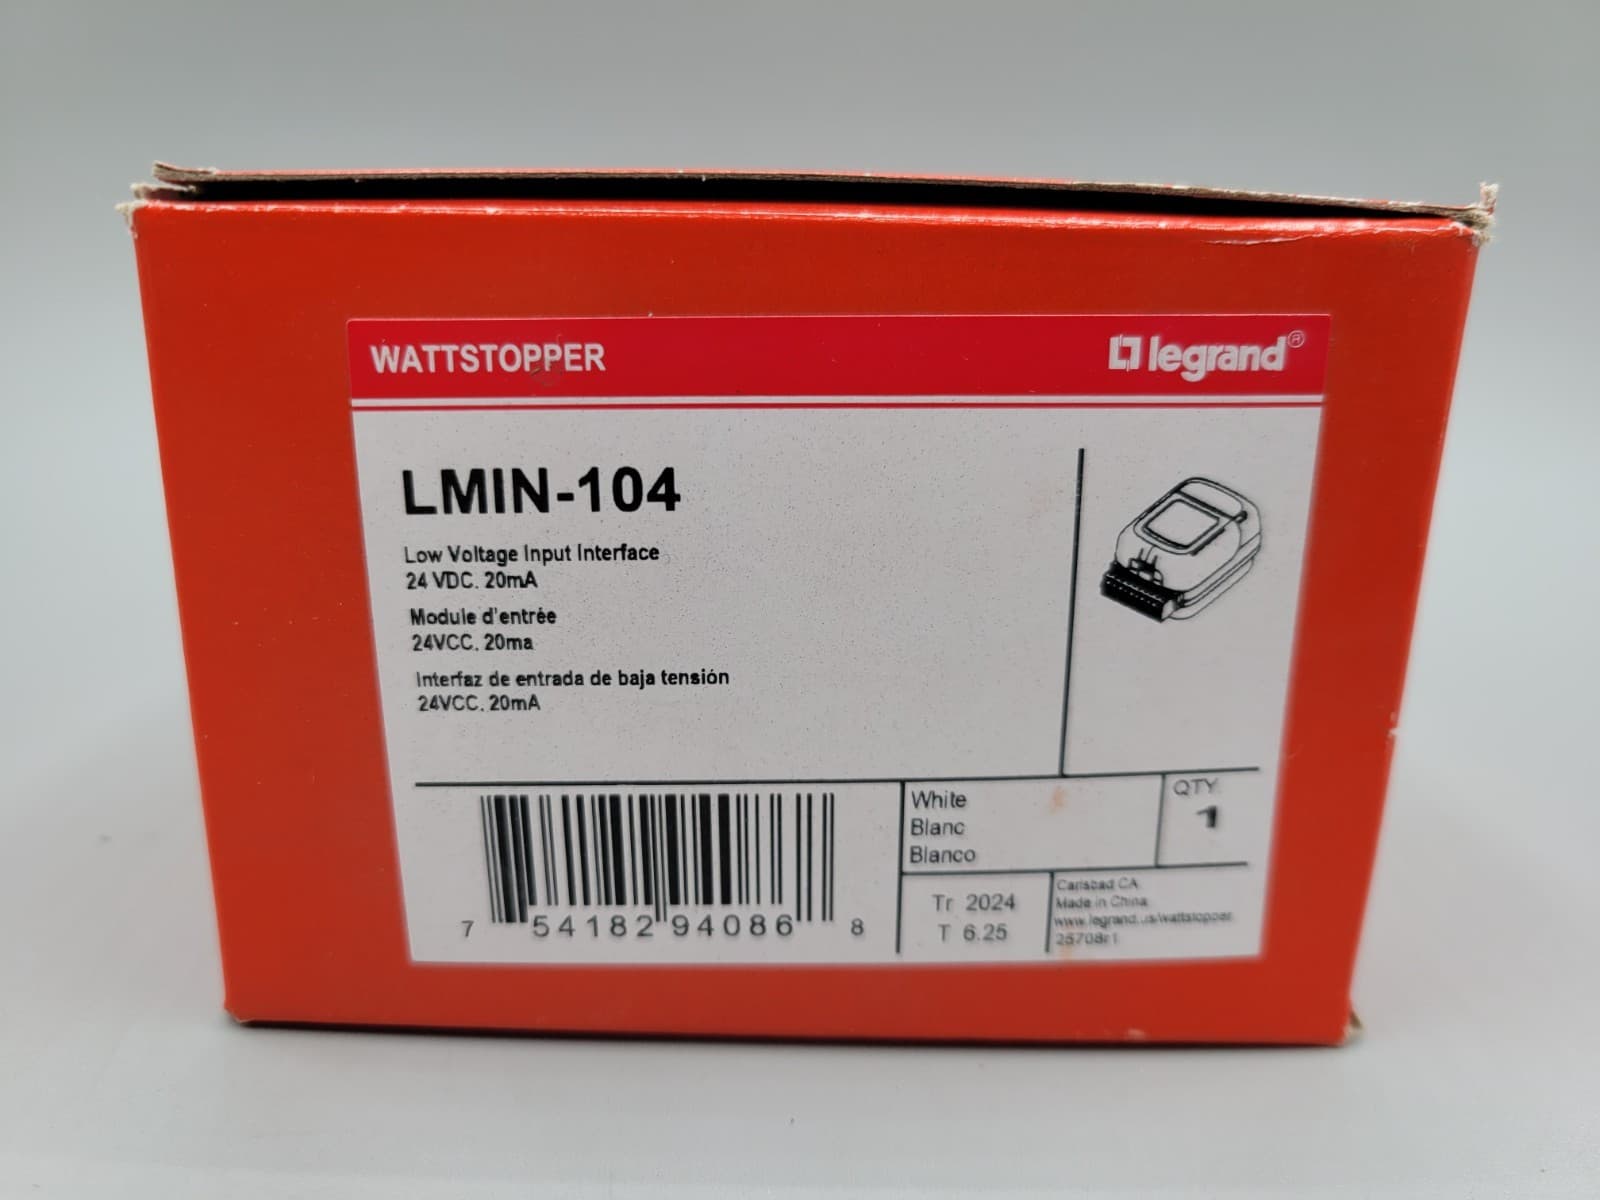 WATTSTOPPER
legrand®
LMIN-104
Low Voltage Input Interface
24 VDC. 20mA
Module d'entrée
24VCC. 20ma
Interfaz de entrada de baja tensión
24VCC. 20mA
7 54182 94086 8
White
Blanc
Blanco
QTY
1
Tr 2024
T 6.25
Carlsbad CA
Made in China
25708r1